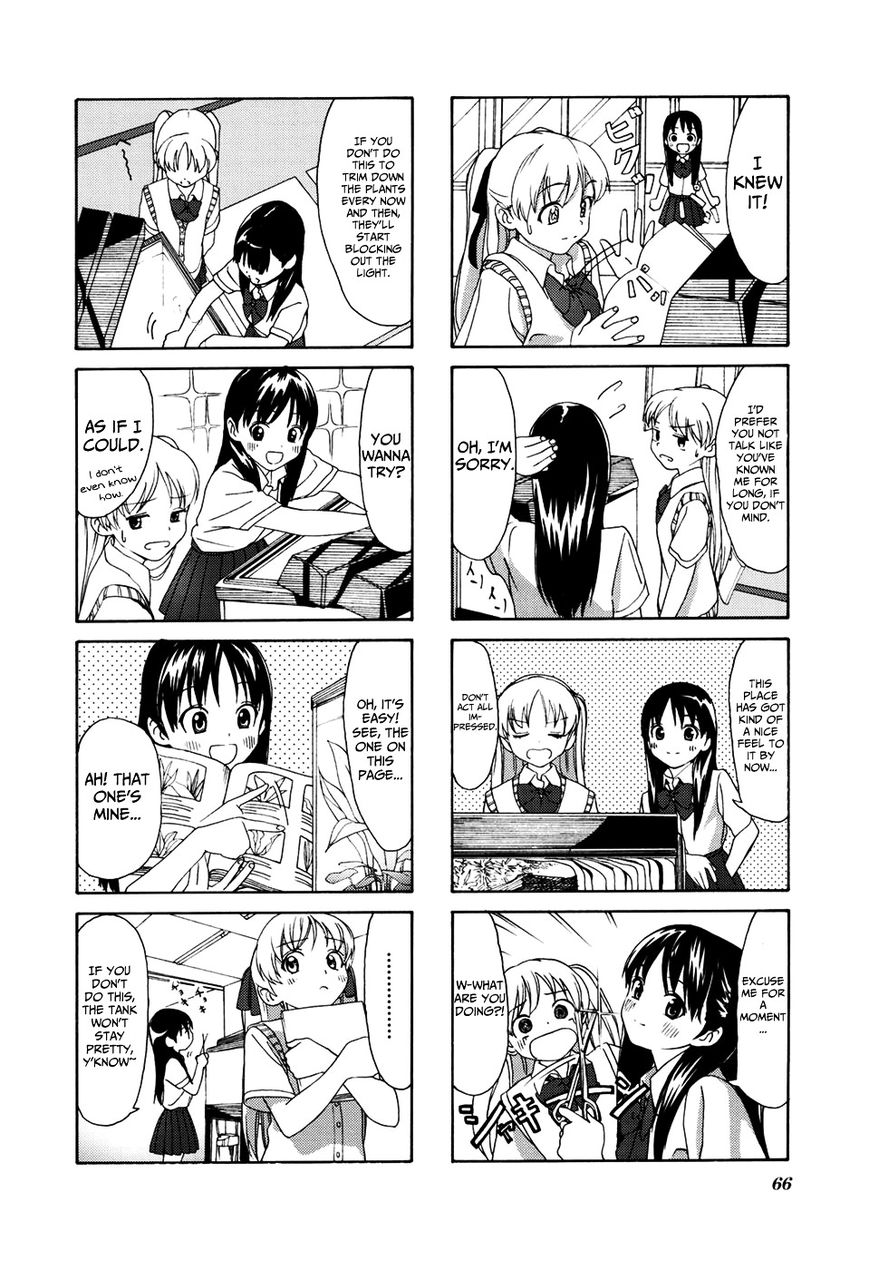 I
KNEW
IT!
ビクッ
バッ
I'D
PREFER
YOU NOT
TALK LIKE
YOU'VE
KNOWN
ME FOR
LONG, IF
YOU DON'T
MIND.
OH, I'M
SORRY.
THIS
PLACE
HAS GOT
KIND OF
A NICE
FEEL TO
IT BY
NOW...
DON'T
ACT ALL
IM-
PRESSED.
EXCUSE
ME FOR
A
MOMENT
...
W-WHAT
ARE YOU
DOING?!
IF YOU
DON'T DO
THIS TO
TRIM DOWN
THE PLANTS
EVERY NOW
AND THEN,
THEY'LL
START
BLOCKING
OUT THE
LIGHT.
YOU
WANNA
TRY?
AS IF I
COULD.
I don't
even know
how.
OH, IT'S
EASY!
SEE, THE
ONE ON
THIS
PAGE...
AH! THAT
ONE'S
MINE...
..........
IF YOU
DON'T
DO THIS,
THE TANK
WON'T
STAY
PRETTY,
Y'KNOW~
66